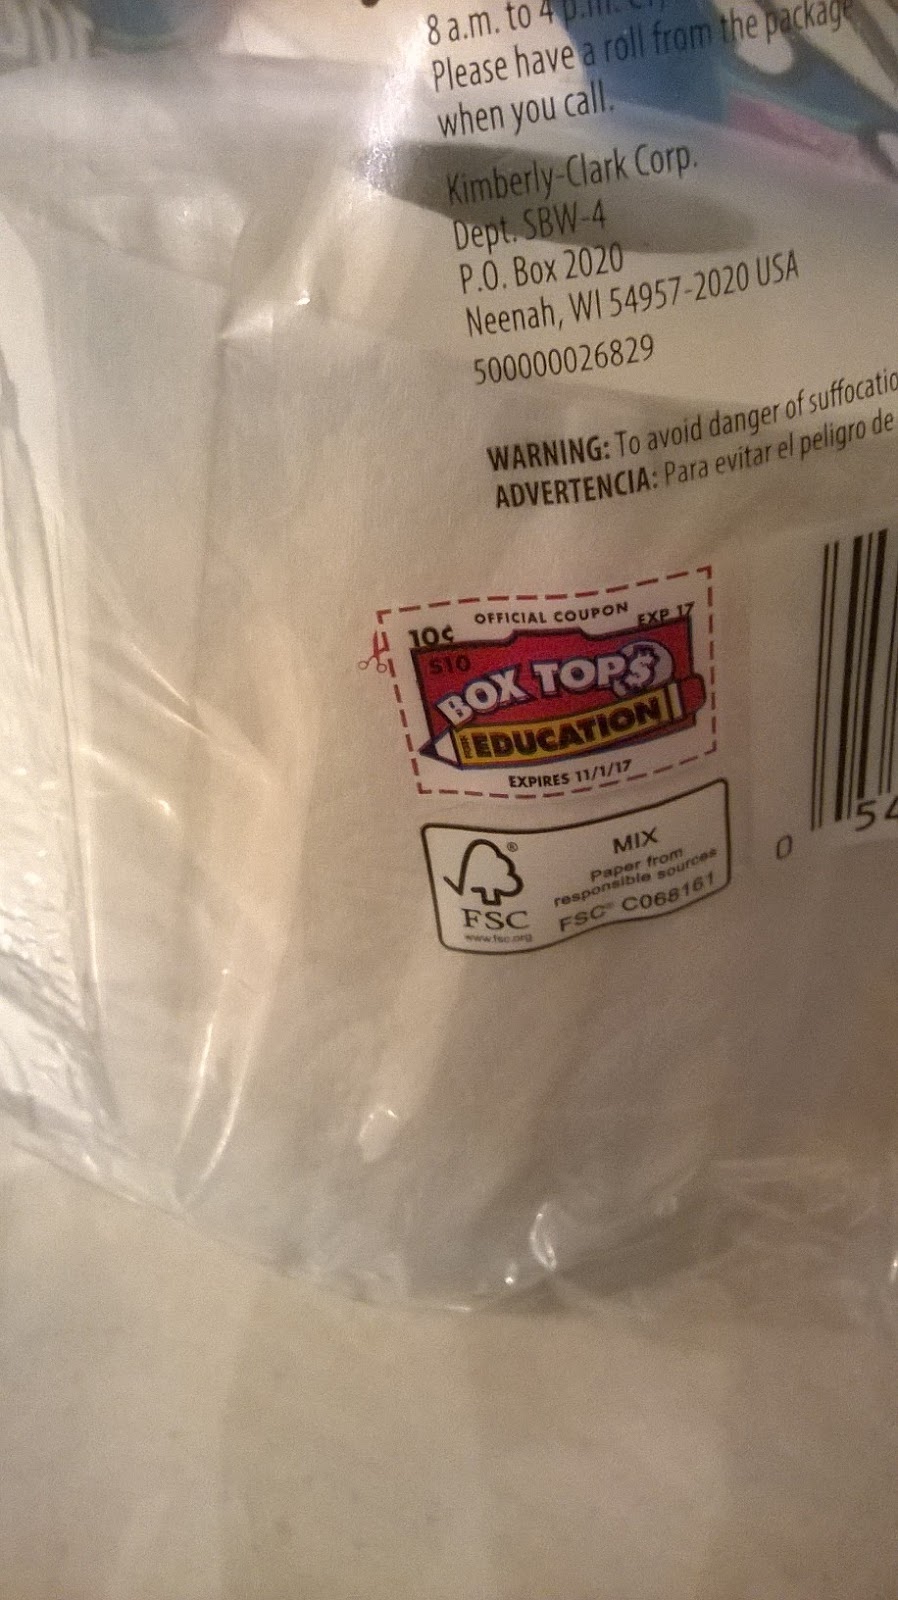 8 a.m. to 4 p.m.
Please have a roll from the package
when you call.
Kimberly-Clark Corp.
Dept. SBW-4
P.O. Box 2020
Neenah, WI 54957-2020 USA
500000026829
WARNING: To avoid danger of suffocatio
ADVERTENCIA: Para evitar el peligro de
OFFICIAL COUPON
10¢ EXP 17
S10
BOX TOPS
FOR EDUCATION
EXPIRES 11/1/17
MIX
Paper from
responsible sources
FSC® C068161
®
FSC
www.fsc.org
0 54